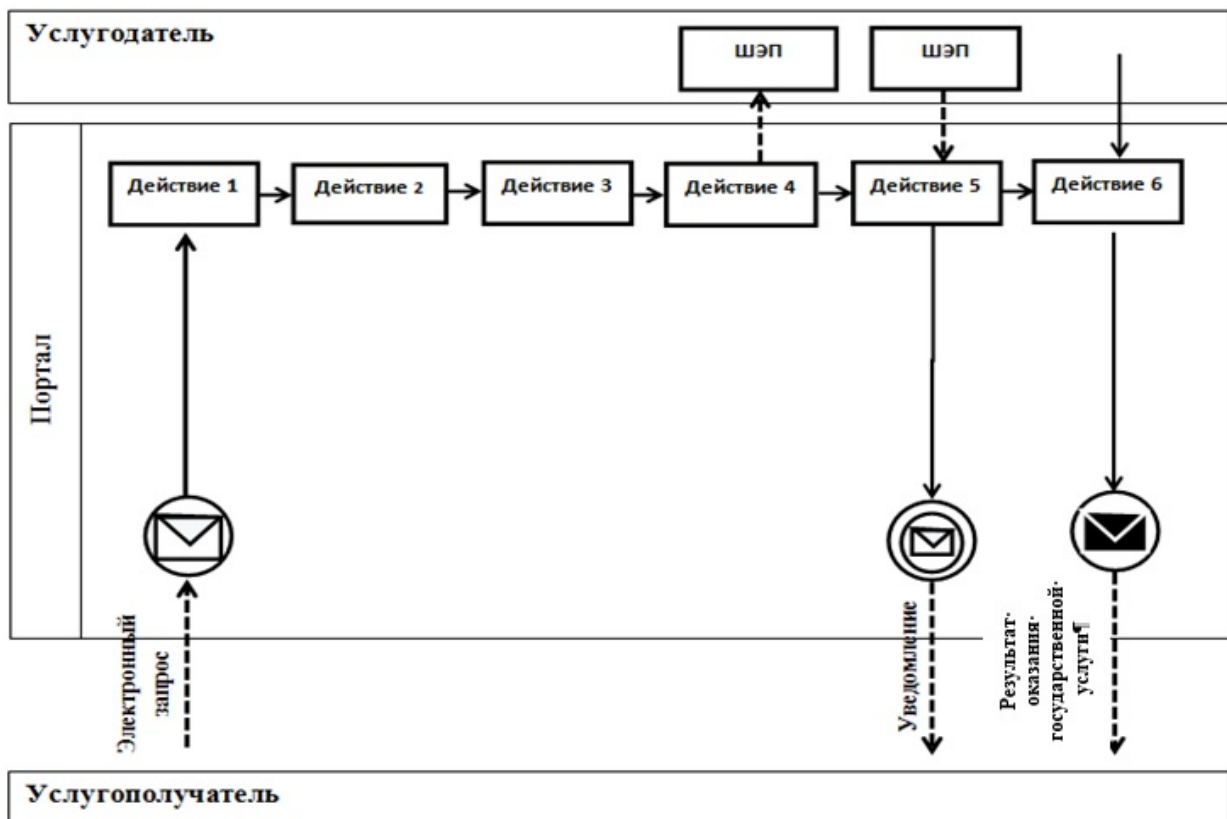 Услугодатель
ШЭП
ШЭП
Действие 1
Действие 2
Действие 3
Действие 4
Действие 5
Действие 6
Портал
Электронный
запрос
Уведомление
Результат·
оказания·
государственной·
услуги¶
Услугополучатель